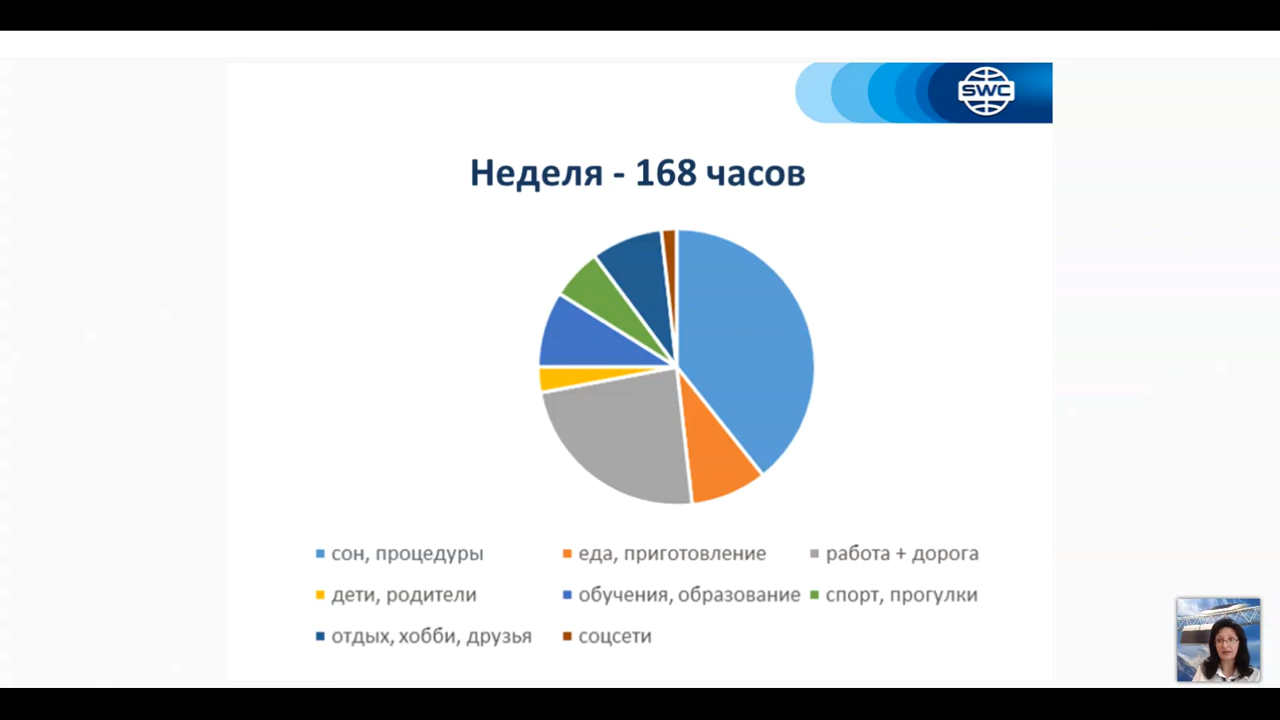 SWC
Неделя - 168 часов
сон, процедуры
еда, приготовление
работа + дорога
дети, родители
обучения, образование
спорт, прогулки
отдых, хобби, друзья
соцсети